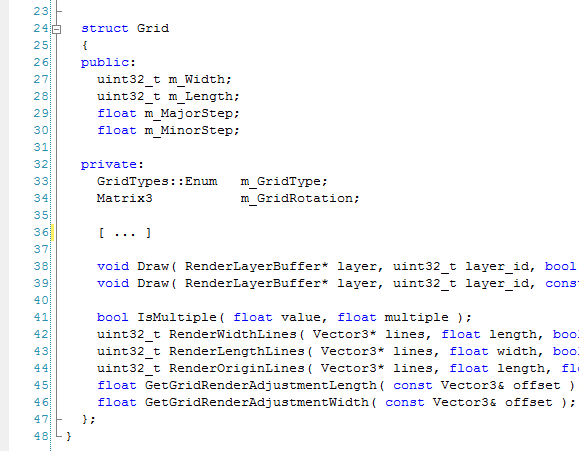 23
24 struct Grid
25 {
26 public:
27 uint32_t m_Width;
28 uint32_t m_Length;
29 float m_MajorStep;
30 float m_MinorStep;
31
32 private:
33 GridTypes::Enum m_GridType;
34 Matrix3 m_GridRotation;
35
36 [ ... ]
37
38 void Draw( RenderLayerBuffer* layer, uint32_t layer_id, bool
39 void Draw( RenderLayerBuffer* layer, uint32_t layer_id, cons
40
41 bool IsMultiple( float value, float multiple );
42 uint32_t RenderWidthLines( Vector3* lines, float length, boo
43 uint32_t RenderLengthLines( Vector3* lines, float width, boo
44 uint32_t RenderOriginLines( Vector3* lines, float length, flo
45 float GetGridRenderAdjustmentLength( const Vector3& offset )
46 float GetGridRenderAdjustmentWidth( const Vector3& offset );
47 };
48 }